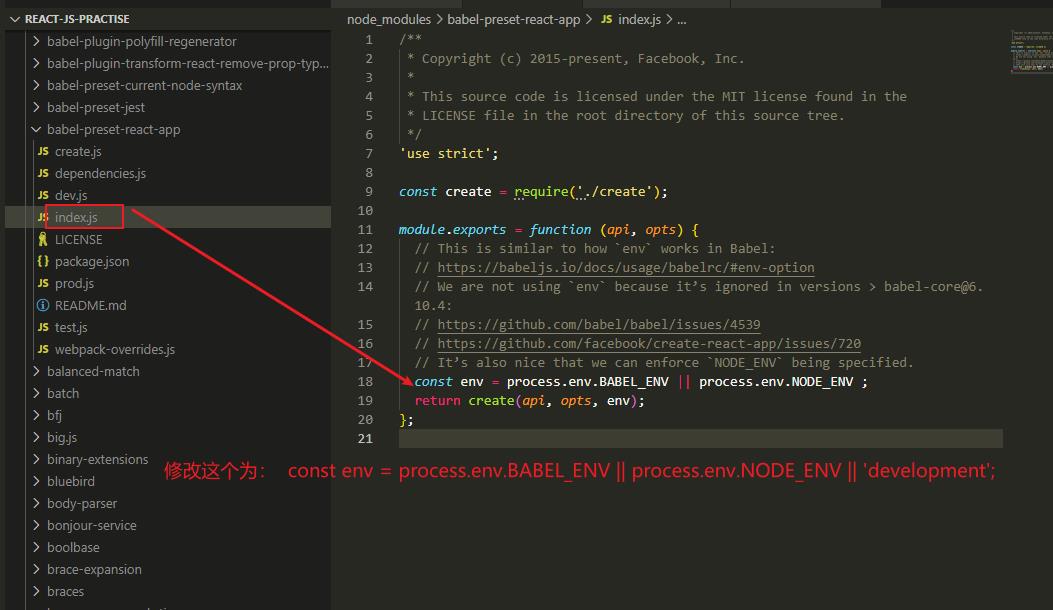 REACT-JS-PRACTISE
babel-plugin-polyfill-regenerator
babel-plugin-transform-react-remove-prop-typ...
babel-preset-current-node-syntax
babel-preset-jest
babel-preset-react-app
JS create.js
JS dependencies.js
JS dev.js
JS index.js
LICENSE
{} package.json
JS prod.js
README.md
JS test.js
JS webpack-overrides.js
balanced-match
batch
bfj
big.js
binary-extensions
bluebird
body-parser
bonjour-service
boolbase
brace-expansion
braces
node_modules > babel-preset-react-app > JS index.js > ...
1 /**
2 * Copyright (c) 2015-present, Facebook, Inc.
3 *
4 * This source code is licensed under the MIT license found in the
5 * LICENSE file in the root directory of this source tree.
6 */
7 'use strict';
8
9 const create = require('./create');
10
11 module.exports = function (api, opts) {
12 // This is similar to how `env` works in Babel:
13 // https://babeljs.io/docs/usage/babelrc/#env-option
14 // We are not using `env` because it’s ignored in versions > babel-core@6.
10.4:
15 // https://github.com/babel/babel/issues/4539
16 // https://github.com/facebook/create-react-app/issues/720
17 // It’s also nice that we can enforce `NODE_ENV` being specified.
18 const env = process.env.BABEL_ENV || process.env.NODE_ENV ;
19 return create(api, opts, env);
20 };
21
修改这个为： const env = process.env.BABEL_ENV || process.env.NODE_ENV || 'development';